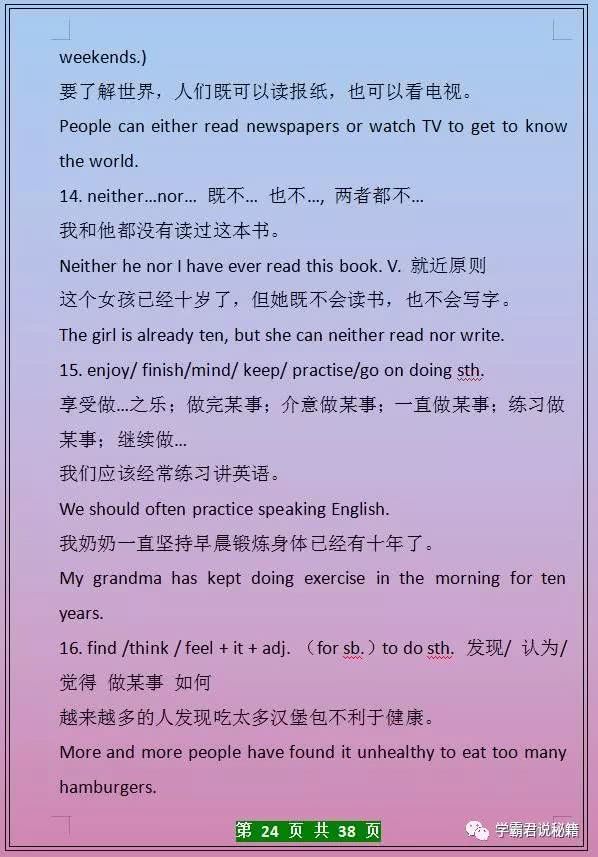 weekends.)
要了解世界，人们既可以读报纸，也可以看电视。
People can either read newspapers or watch TV to get to know
the world.
14. neither…nor… 既不… 也不…, 两者都不…
我和他都没有读过这本书。
Neither he nor I have ever read this book. V. 就近原则
这个女孩已经十岁了，但她既不会读书，也不会写字。
The girl is already ten, but she can neither read nor write.
15. enjoy/ finish/mind/ keep/ practise/go on doing sth.
享受做…之乐；做完某事；介意做某事；一直做某事；练习做
某事；继续做…
我们应该经常练习讲英语。
We should often practice speaking English.
我奶奶一直坚持早晨锻炼身体已经有十年了。
My grandma has kept doing exercise in the morning for ten
years.
16. find /think / feel + it + adj. （for sb.）to do sth. 发现/ 认为/
觉得 做某事 如何
越来越多的人发现吃太多汉堡包不利于健康。
More and more people have found it unhealthy to eat too many
hamburgers.
第 24 页 共 38 页
学霸君说秘籍